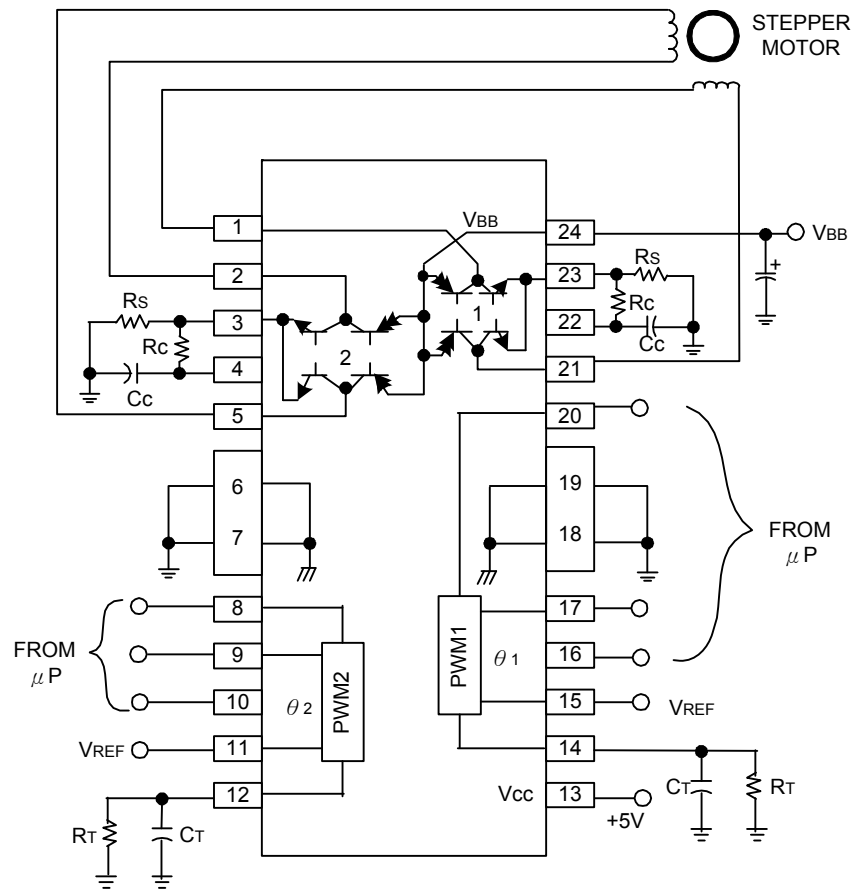 STEPPER
MOTOR
1
VBB
24
VBB
2
23
RS
+
RS
3
1
RC
22
RC
2
CC
4
CC
21
5
20
6
19
7
18
FROM
μP
8
17
FROM
μP
9
PWM2
PWM1
θ1
16
10
θ2
15
VREF
VREF
11
14
12
VCC
13
CT
RT
+5V
RT
CT